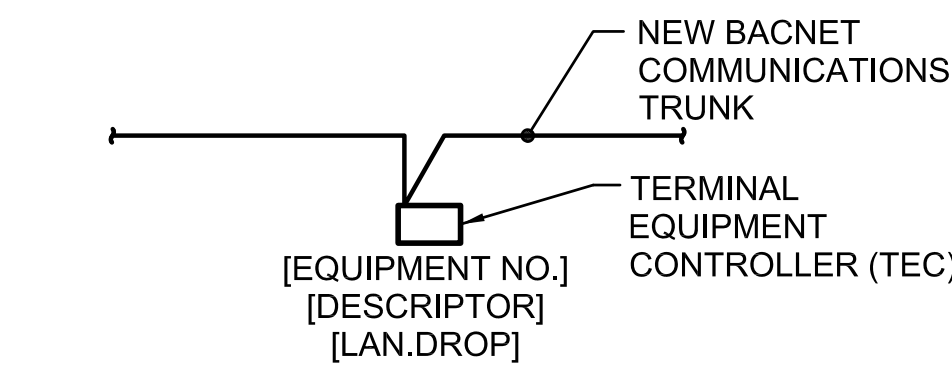 NEW BACNET
COMMUNICATIONS
TRUNK
TERMINAL
EQUIPMENT
CONTROLLER (TEC)
[EQUIPMENT NO.]
[DESCRIPTOR]
[LAN.DROP]